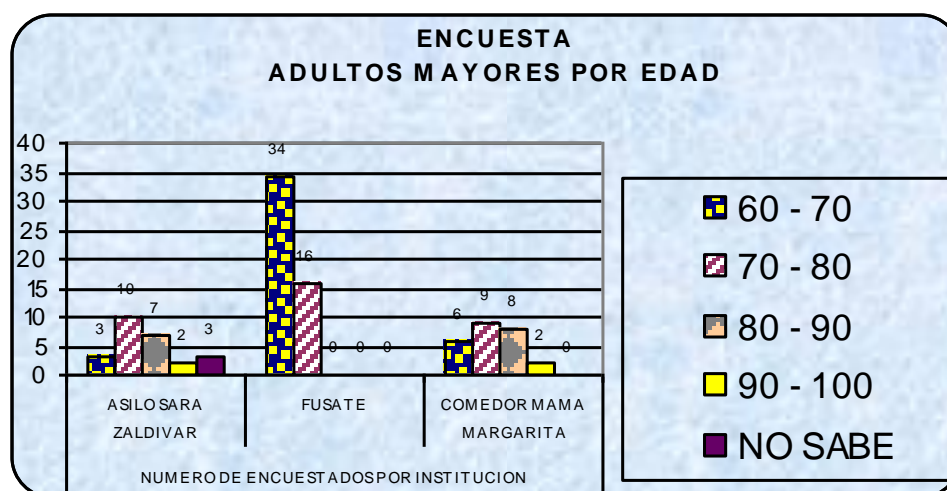 ENCUESTA
ADULTOS MAYORES POR EDAD
40
35
30
25
20
15
10
5
0
3
10
7
2
3
34
16
0
0
0
6
9
8
2
0
ASILO SARA
ZALDIVAR
FUSATE
COMEDOR MAMA
MARGARITA
NUMERO DE ENCUESTADOS POR INSTITUCION
60 - 70
70 - 80
80 - 90
90 - 100
NO SABE